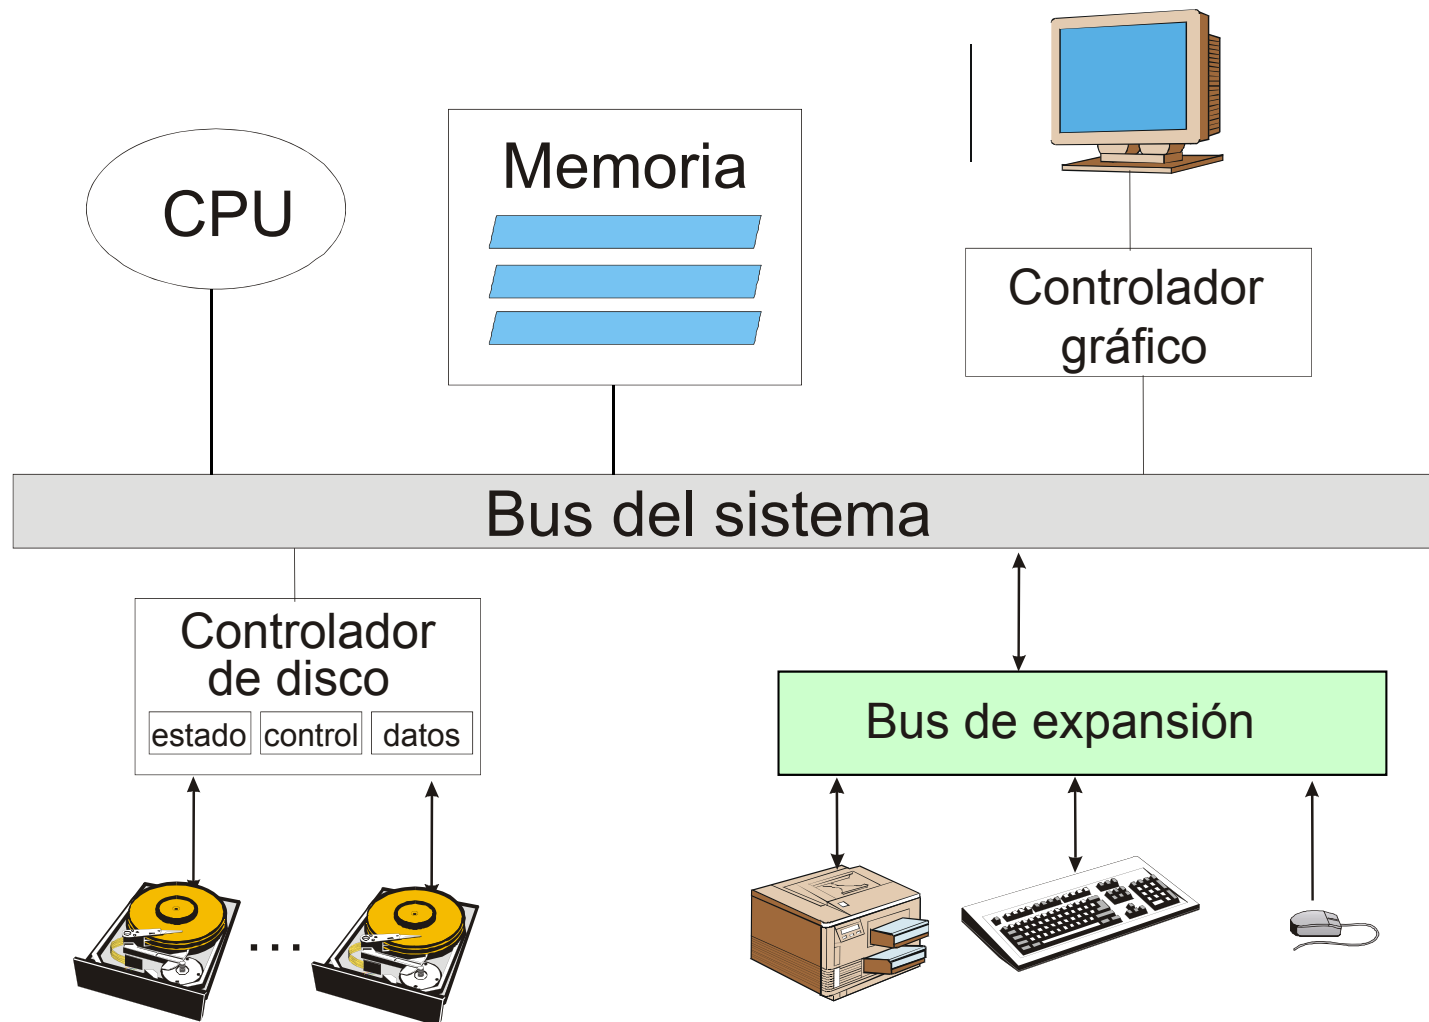 CPU
Memoria
Controlador
gráfico
Bus del sistema
Controlador
de disco
estado
control
datos
Bus de expansión
...